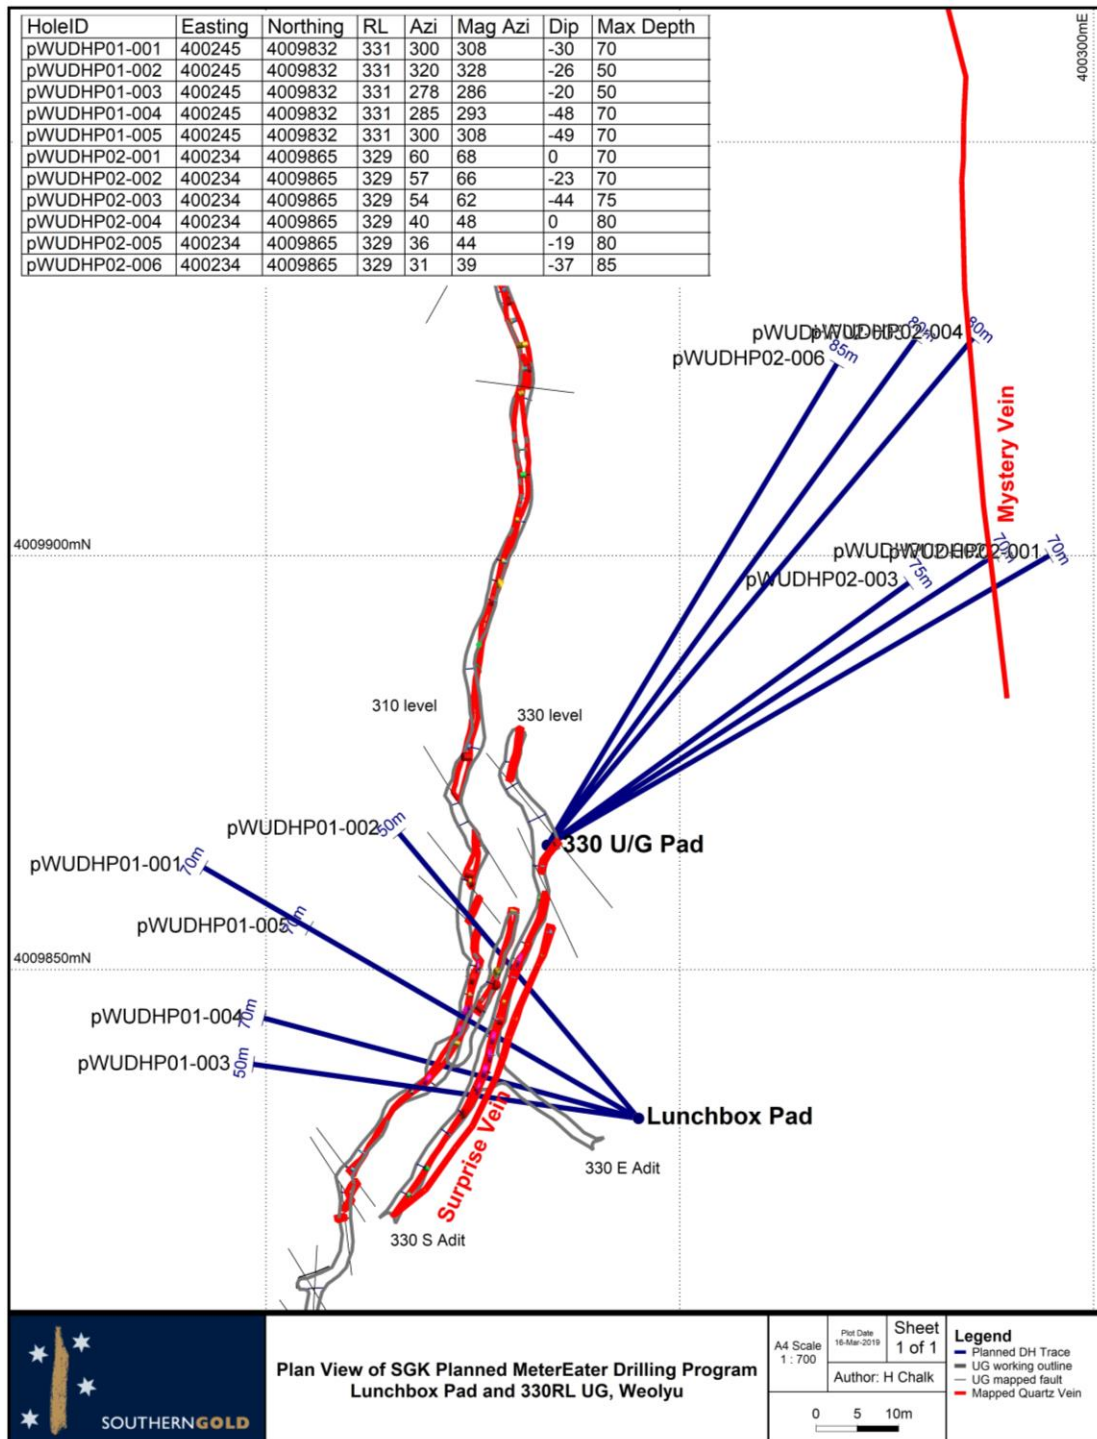 HoleID Easting Northing RL Azi Mag Azi Dip Max Depth
pWUDHP01-001 400245 4009832 331 300 308 -30 70
pWUDHP01-002 400245 4009832 331 320 328 -26 50
pWUDHP01-003 400245 4009832 331 278 286 -20 50
pWUDHP01-004 400245 4009832 331 285 293 -48 70
pWUDHP01-005 400245 4009832 331 300 308 -49 70
pWUDHP02-001 400234 4009865 329 60 68 0 70
pWUDHP02-002 400234 4009865 329 57 66 -23 70
pWUDHP02-003 400234 4009865 329 54 62 -44 75
pWUDHP02-004 400234 4009865 329 40 48 0 80
pWUDHP02-005 400234 4009865 329 36 44 -19 80
pWUDHP02-006 400234 4009865 329 31 39 -37 85
400300mE
pWUDHP02-004
80m
80m
pWUDHP02-006
85m
Mystery Vein
4009900mN
pWUDHP02-001
70m
70m
pWUDHP02-003
75m
310 level
330 level
pWUDHP01-002
50m
330 U/G Pad
pWUDHP01-001
70m
pWUDHP01-005
70m
4009850mN
pWUDHP01-004
70m
pWUDHP01-003
50m
Lunchbox Pad
Surprise Vein
330 E Adit
330 S Adit
SOUTHERNGOLD
Plan View of SGK Planned MeterEater Drilling Program
Lunchbox Pad and 330RL UG, Weolyu
A4 Scale
1 : 700
Plot Date
16-Mar-2019
Sheet
1 of 1
Author: H Chalk
0 5 10m
Legend
Planned DH Trace
UG working outline
UG mapped fault
Mapped Quartz Vein